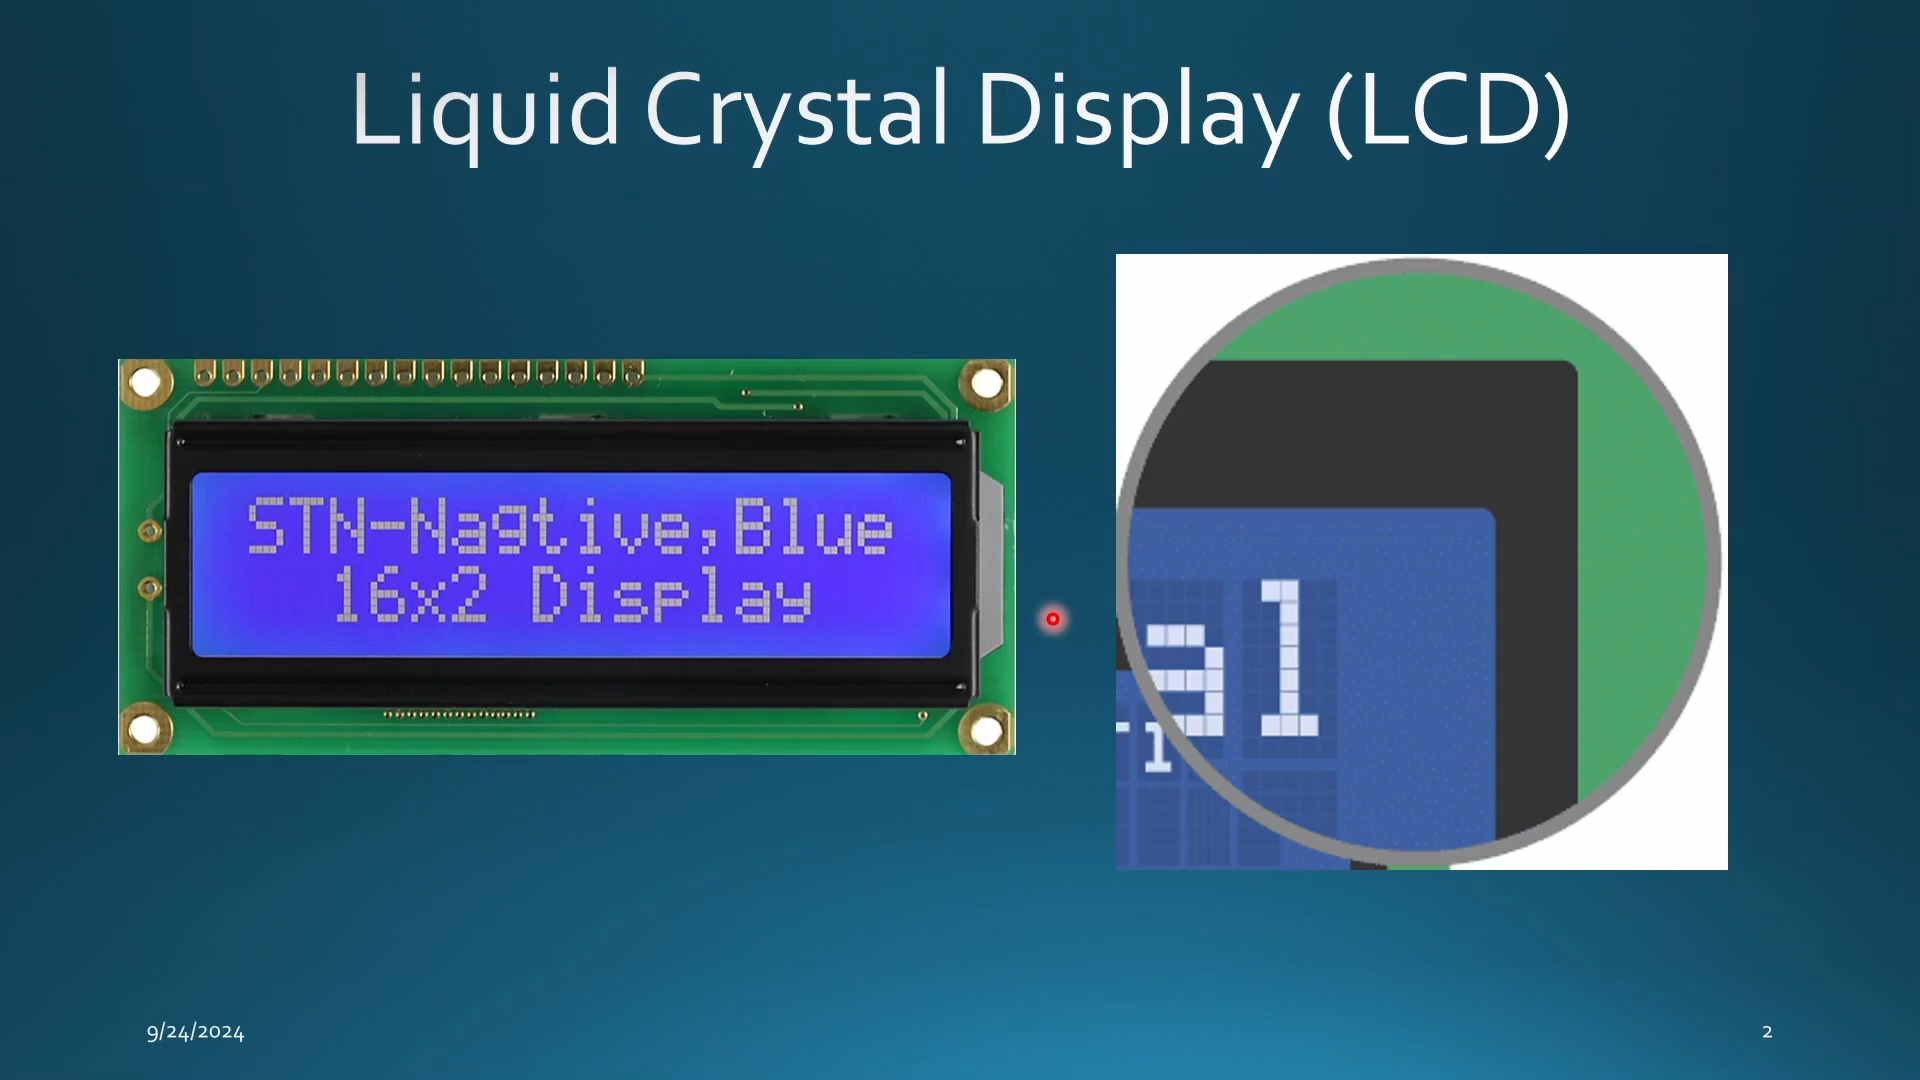 Liquid Crystal Display (LCD)
STN-Nagtive,Blue
16x2 Display
al
9/24/2024
2